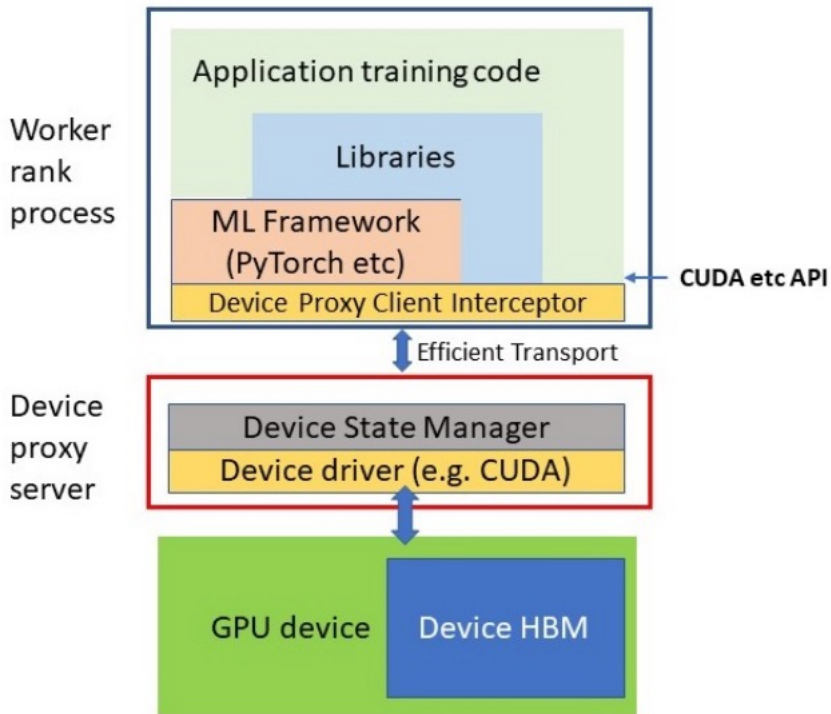 Application training code
Worker
rank
process
Libraries
ML Framework
(PyTorch etc)
CUDA etc API
Device Proxy Client Interceptor
Efficient Transport
Device
proxy
server
Device State Manager
Device driver (e.g. CUDA)
GPU device
Device HBM